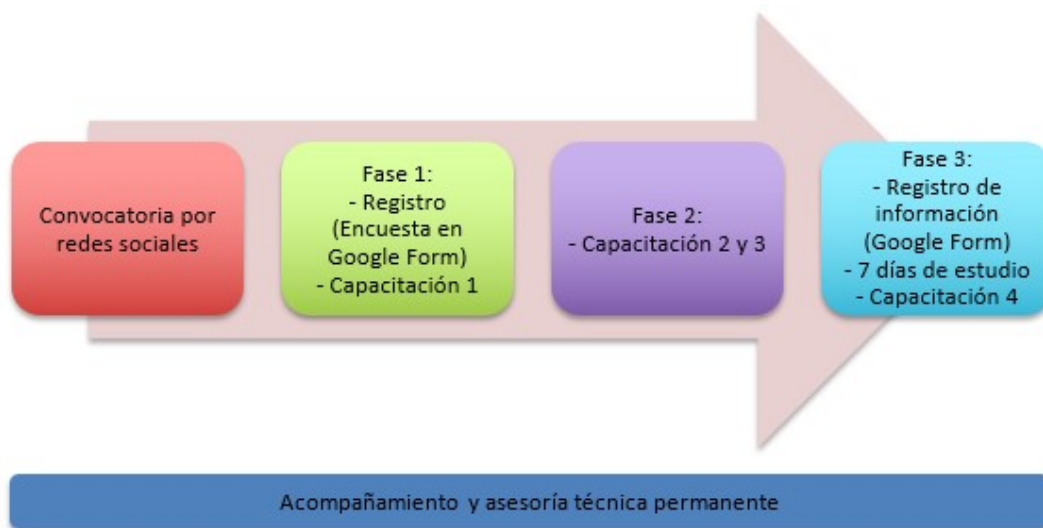 Convocatoria por
redes sociales
Fase 1:
- Registro
(Encuesta en
Google Form)
- Capacitación 1
Fase 2:
- Capacitación 2 y 3
Fase 3:
- Registro de
información
(Google Form)
- 7 días de estudio
- Capacitación 4
Acompañamiento y asesoría técnica permanente